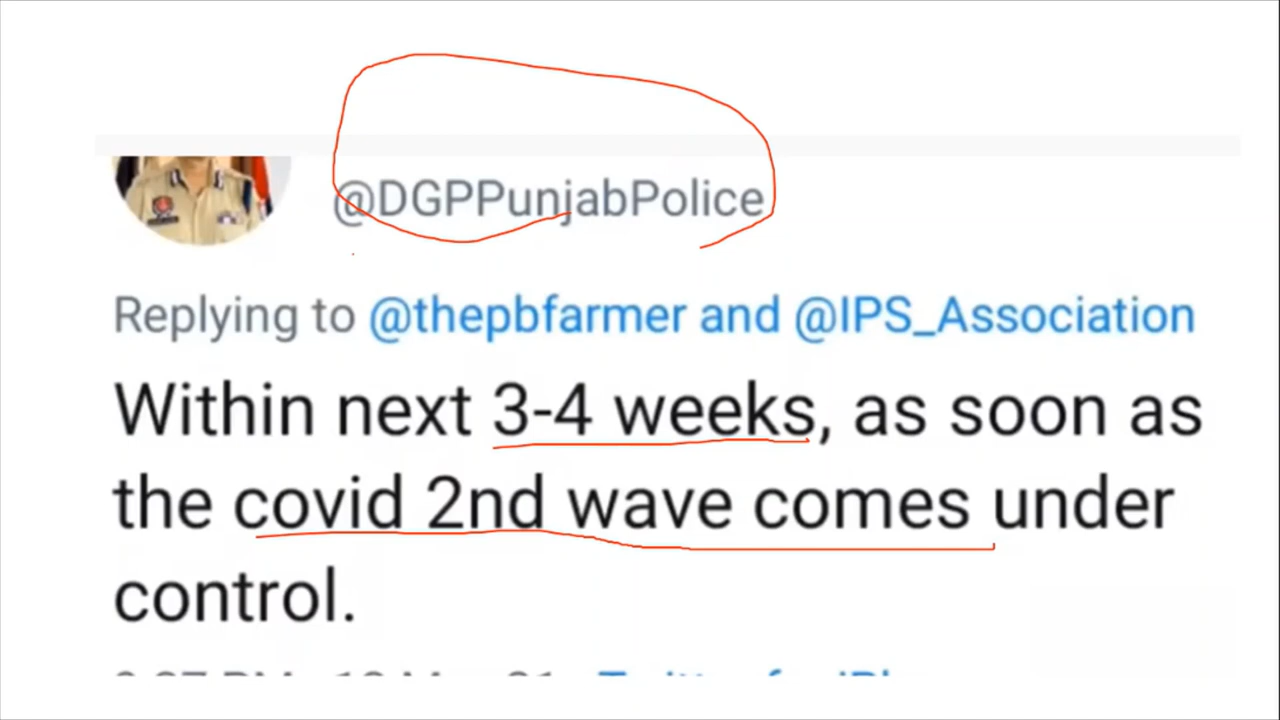 @DGPPunjabPolice
Replying to @thepbfarmer and @IPS_Association
Within next 3-4 weeks, as soon as
the covid 2nd wave comes under
control.